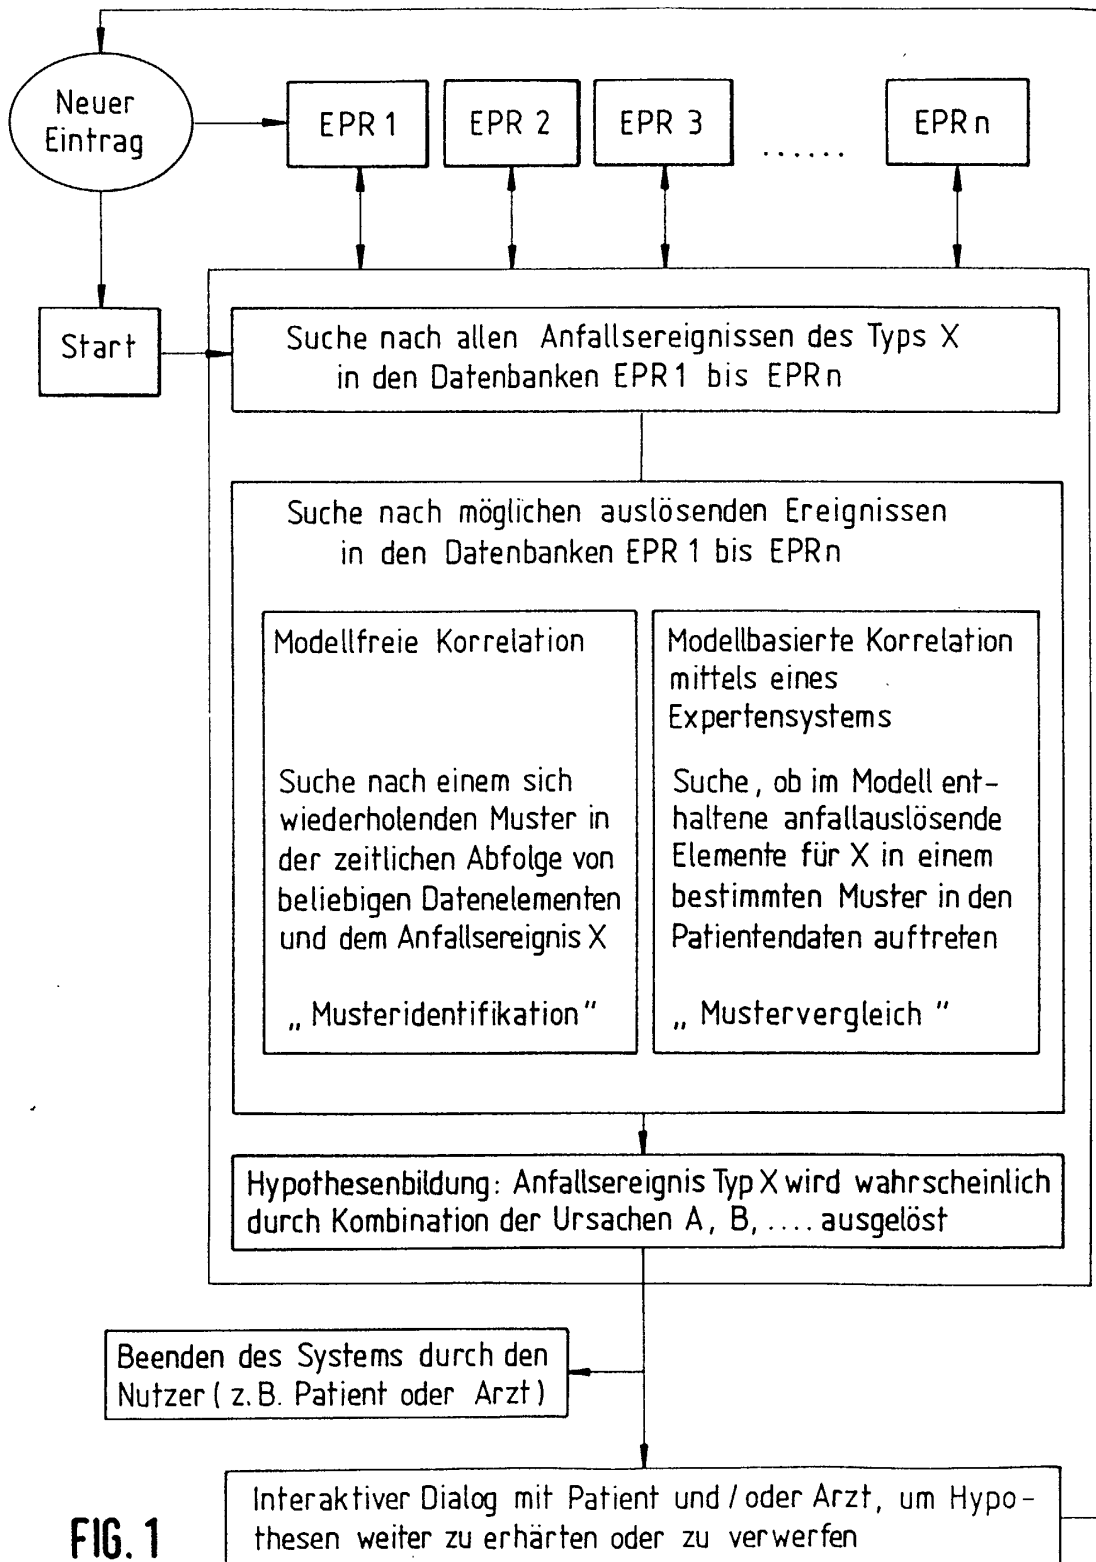 Neuer
Eintrag
EPR 1
EPR 2
EPR 3
......
EPR n
Start
Suche nach allen Anfallsereignissen des Typs X
in den Datenbanken EPR 1 bis EPR n
Suche nach möglichen auslösenden Ereignissen
in den Datenbanken EPR 1 bis EPR n
Modellfreie Korrelation
Suche nach einem sich
wiederholenden Muster in
der zeitlichen Abfolge von
beliebigen Datenelementen
und dem Anfallsereignis X
„ Musteridentifikation “
Modellbasierte Korrelation
mittels eines
Expertensystems
Suche, ob im Modell ent-
haltene anfallauslösende
Elemente für X in einem
bestimmten Muster in den
Patientendaten auftreten
„ Mustervergleich “
Hypothesenbildung: Anfallsereignis Typ X wird wahrscheinlich
durch Kombination der Ursachen A, B, .... ausgelöst
Beenden des Systems durch den
Nutzer ( z.B. Patient oder Arzt )
Interaktiver Dialog mit Patient und / oder Arzt, um Hypo-
thesen weiter zu erhärten oder zu verwerfen
FIG. 1